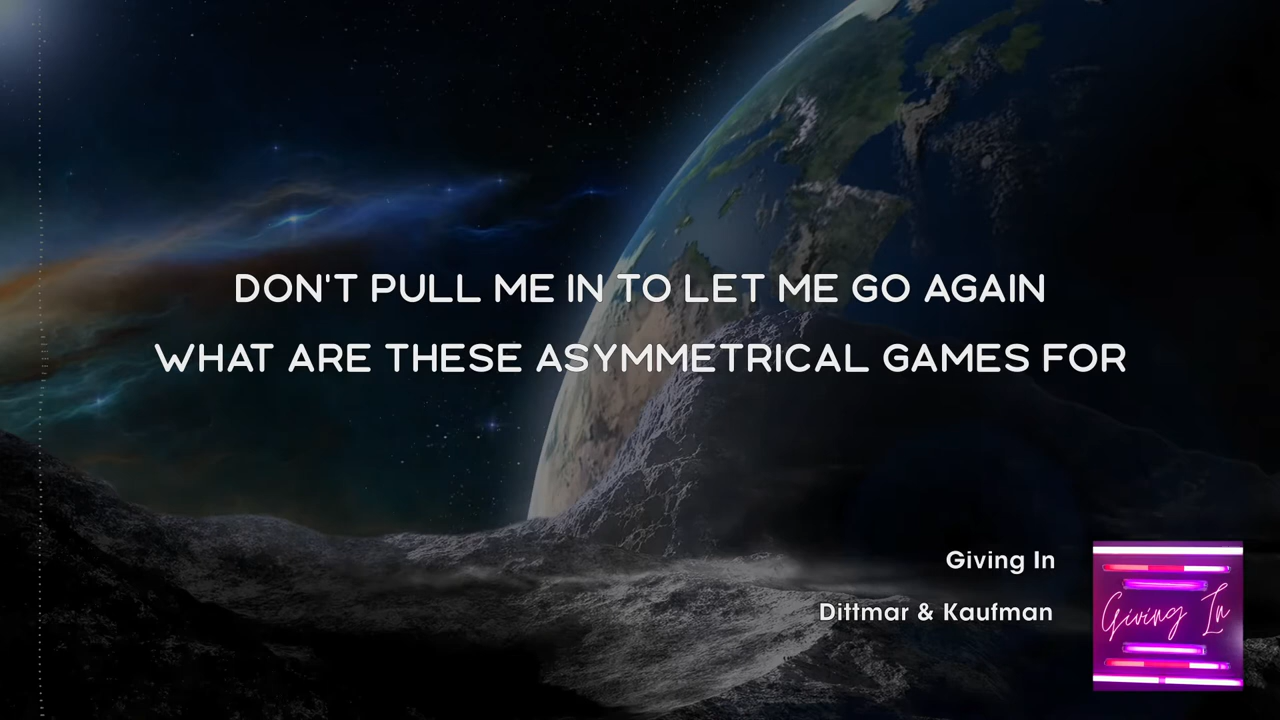 DON'T PULL ME IN TO LET ME GO AGAIN
WHAT ARE THESE ASYMMETRICAL GAMES FOR
Giving In
Dittmar & Kaufman
Giving In